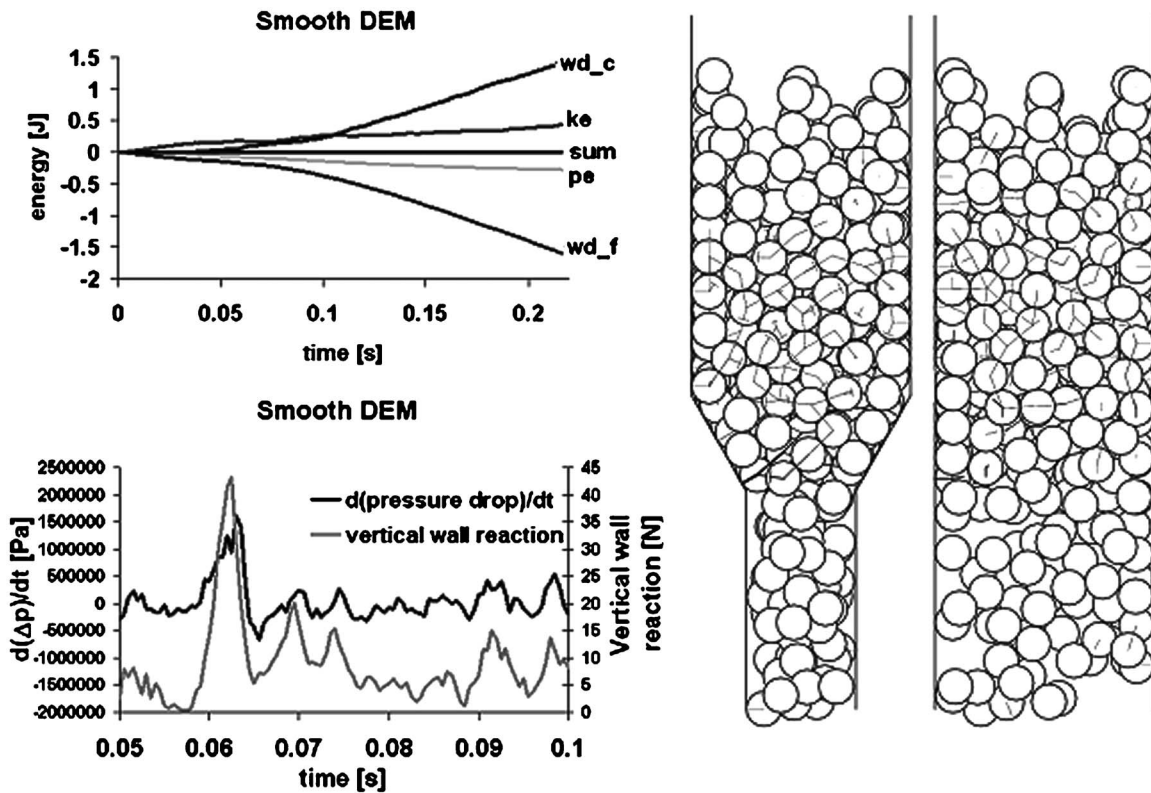 Smooth DEM
1.5
1
0.5
0
-0.5
-1
-1.5
-2
energy [J]
wd_c
ke
sum
pe
wd_f
0 0.05 0.1 0.15 0.2
time [s]
Smooth DEM
2500000
2000000
1500000
1000000
500000
0
-500000
-1000000
-1500000
-2000000
d(Δp)/dt [Pa]
d(pressure drop)/dt
vertical wall reaction
45
40
35
30
25
20
15
10
5
0
Vertical wall
reaction [N]
0.05 0.06 0.07 0.08 0.09 0.1
time [s]